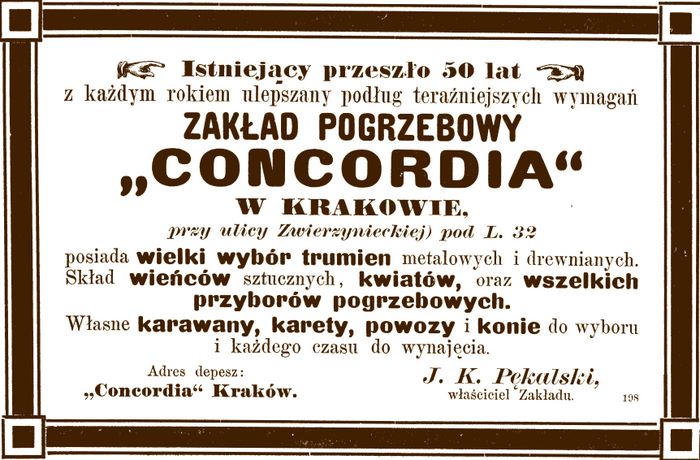 Istniejący przeszło 50 lat
z każdym rokiem ulepszany podług teraźniejszych wymagań
ZAKŁAD POGRZEBOWY
„CONCORDIA“
W KRAKOWIE,
przy ulicy Zwierzynieckiej) pod L. 32
posiada wielki wybór trumien metalowych i drewnianych.
Skład wieńców sztucznych, kwiatów, oraz wszelkich
przyborów pogrzebowych.
Własne karawany, karety, powozy i konie do wyboru
i każdego czasu do wynajęcia.
Adres depesz:
„Concordia“ Kraków.
J. K. Pękalski,
właściciel Zakładu.
198